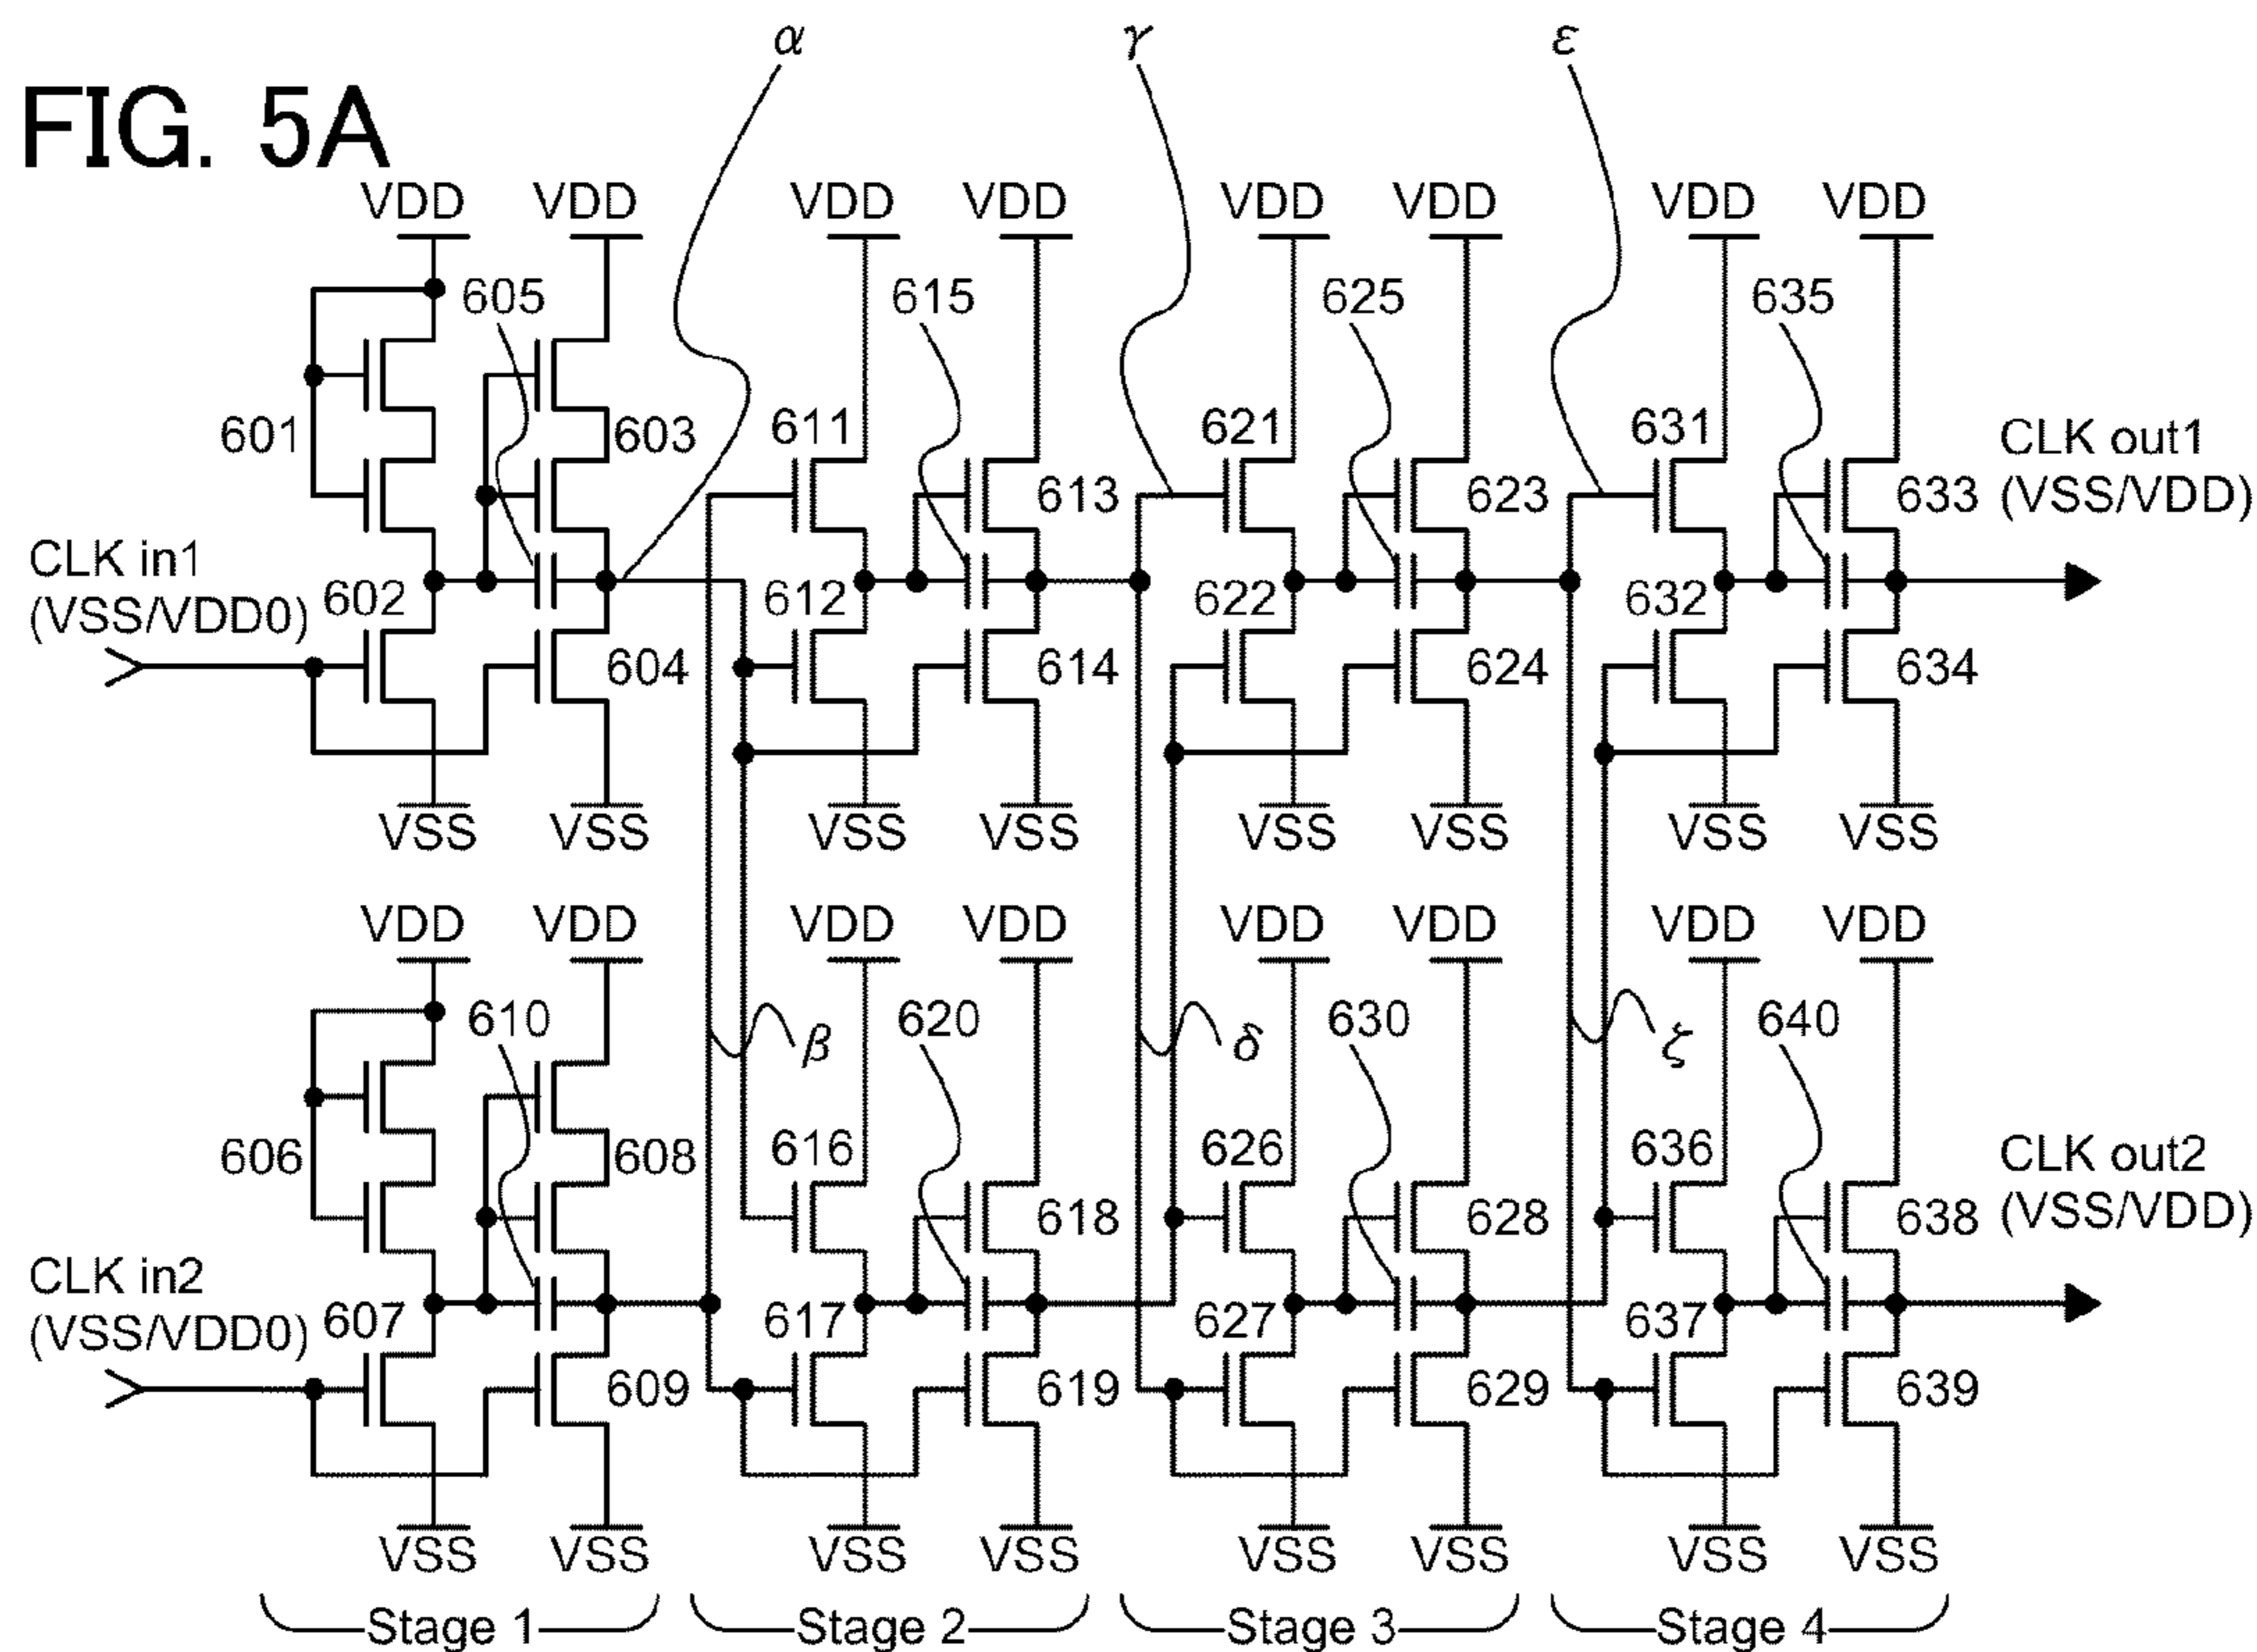 FIG. 5A
α γ ε
VDD VDD VDD VDD VDD VDD VDD VDD
605 615 625 635
601 603 611 613 621 623 631 633
CLK out1
(VSS/VDD)
CLK in1
(VSS/VDD0)
602 604 612 614 622 624 632 634
VSS VSS VSS VSS VSS VSS VSS VSS
VDD VDD VDD VDD VDD VDD VDD VDD
610 β 620 δ 630 ζ 640
606 608 616 618 626 628 636 638
CLK out2
(VSS/VDD)
CLK in2
(VSS/VDD0)
607 609 617 619 627 629 637 639
VSS VSS VSS VSS VSS VSS VSS VSS
Stage 1 Stage 2 Stage 3 Stage 4